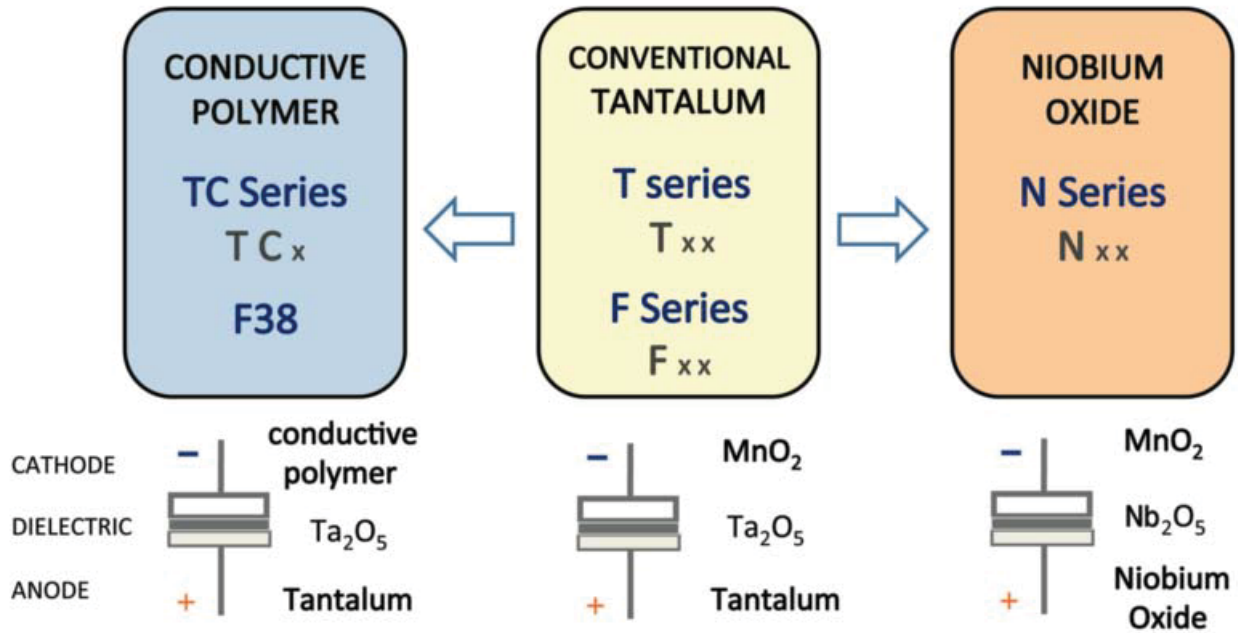 CONDUCTIVE
POLYMER
TC Series
T C x
F38
CONVENTIONAL
TANTALUM
T series
T x x
F Series
F x x
NIOBIUM
OXIDE
N Series
N x x
CATHODE
DIELECTRIC
ANODE
−
conductive
polymer
Ta₂O₅
+
Tantalum
−
MnO₂
Ta₂O₅
+
Tantalum
−
MnO₂
Nb₂O₅
+
Niobium
Oxide